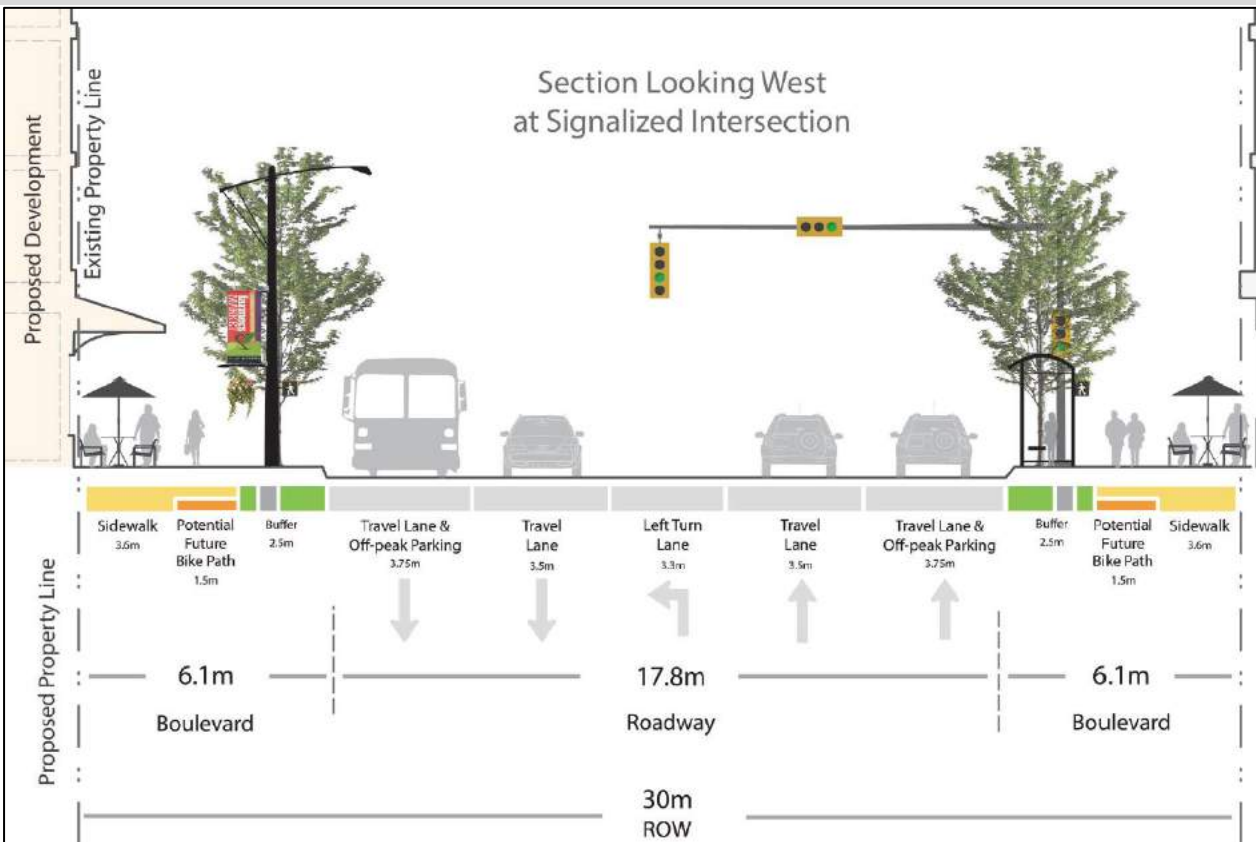 Section Looking West
at Signalized Intersection
Proposed Development
Existing Property Line
farmers
MARKET
Sidewalk
3.6m
Potential
Future
Bike Path
1.5m
Buffer
2.5m
Travel Lane &
Off-peak Parking
3.75m
Travel
Lane
3.5m
Left Turn
Lane
3.3m
Travel
Lane
3.5m
Travel Lane &
Off-peak Parking
3.75m
Buffer
2.5m
Potential
Future
Bike Path
1.5m
Sidewalk
3.6m
Proposed Property Line
6.1m
Boulevard
17.8m
Roadway
6.1m
Boulevard
30m
ROW